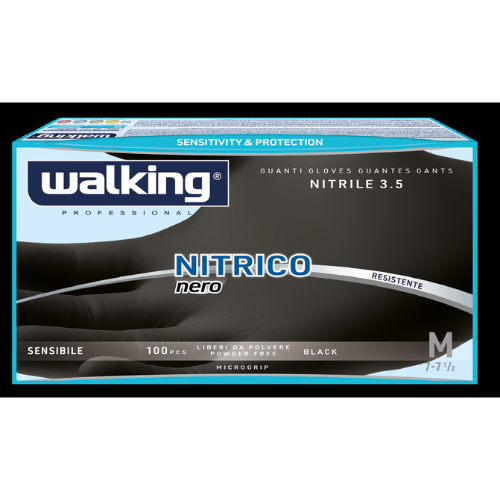 walking
SENSITIVITY & PROTECTION
walking®
PROFESSIONAL
GUANTI GLOVES GUANTES GANTS
NITRILE 3.5
NITRICO
nero
RESISTENTE
SENSIBILE
100 PCS
LIBERI DA POLVERE
POWDER FREE
BLACK
MICROGRIP
M
7-7 1/2